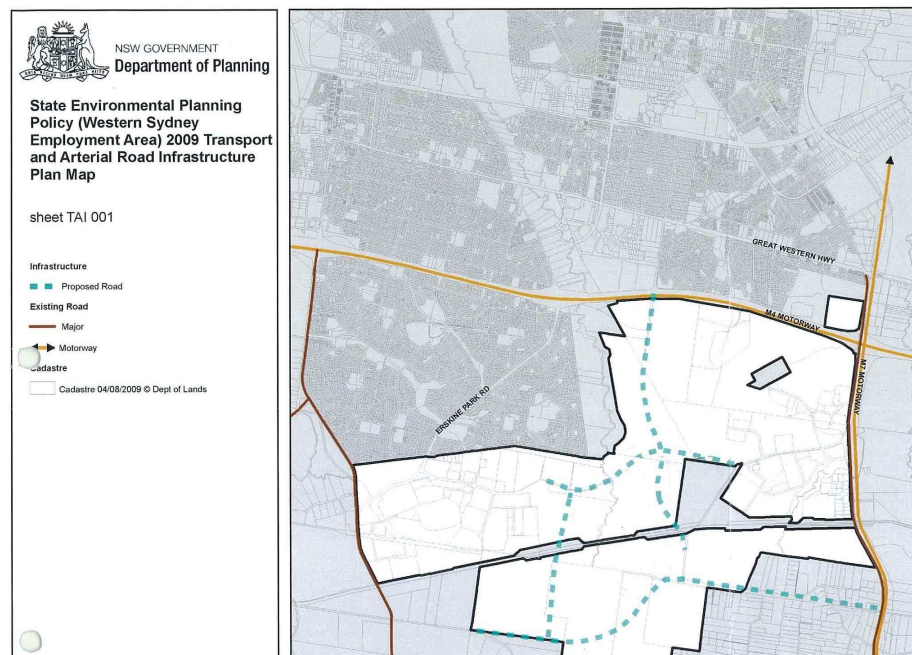 NSW GOVERNMENT
Department of Planning
State Environmental Planning
Policy (Western Sydney
Employment Area) 2009 Transport
and Arterial Road Infrastructure
Plan Map
sheet TAI 001
Infrastructure
Proposed Road
Existing Road
Major
Motorway
Cadastre
Cadastre 04/08/2009 © Dept of Lands
GREAT WESTERN HWY
M4 MOTORWAY
M7 MOTORWAY
ERSKINE PARK RD